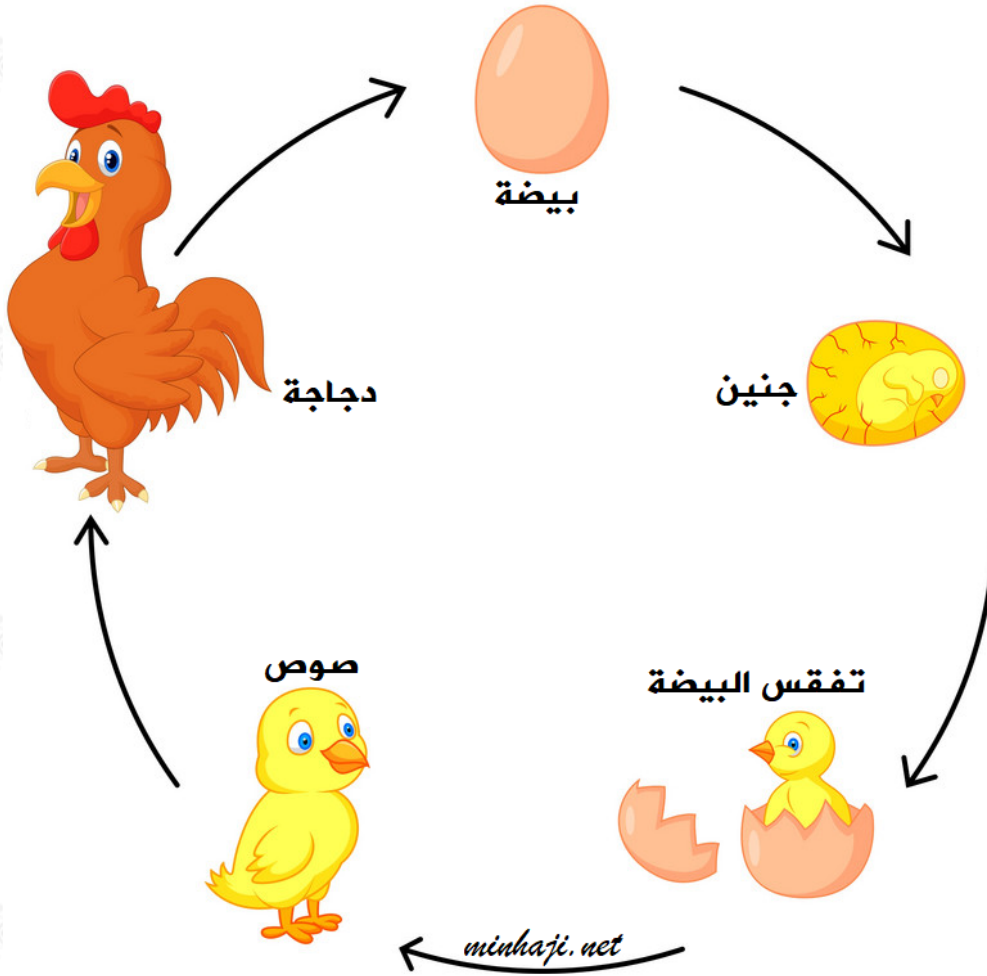 بيضة
جنين
دجاجة
تفقس البيضة
صوص
minhaji.net